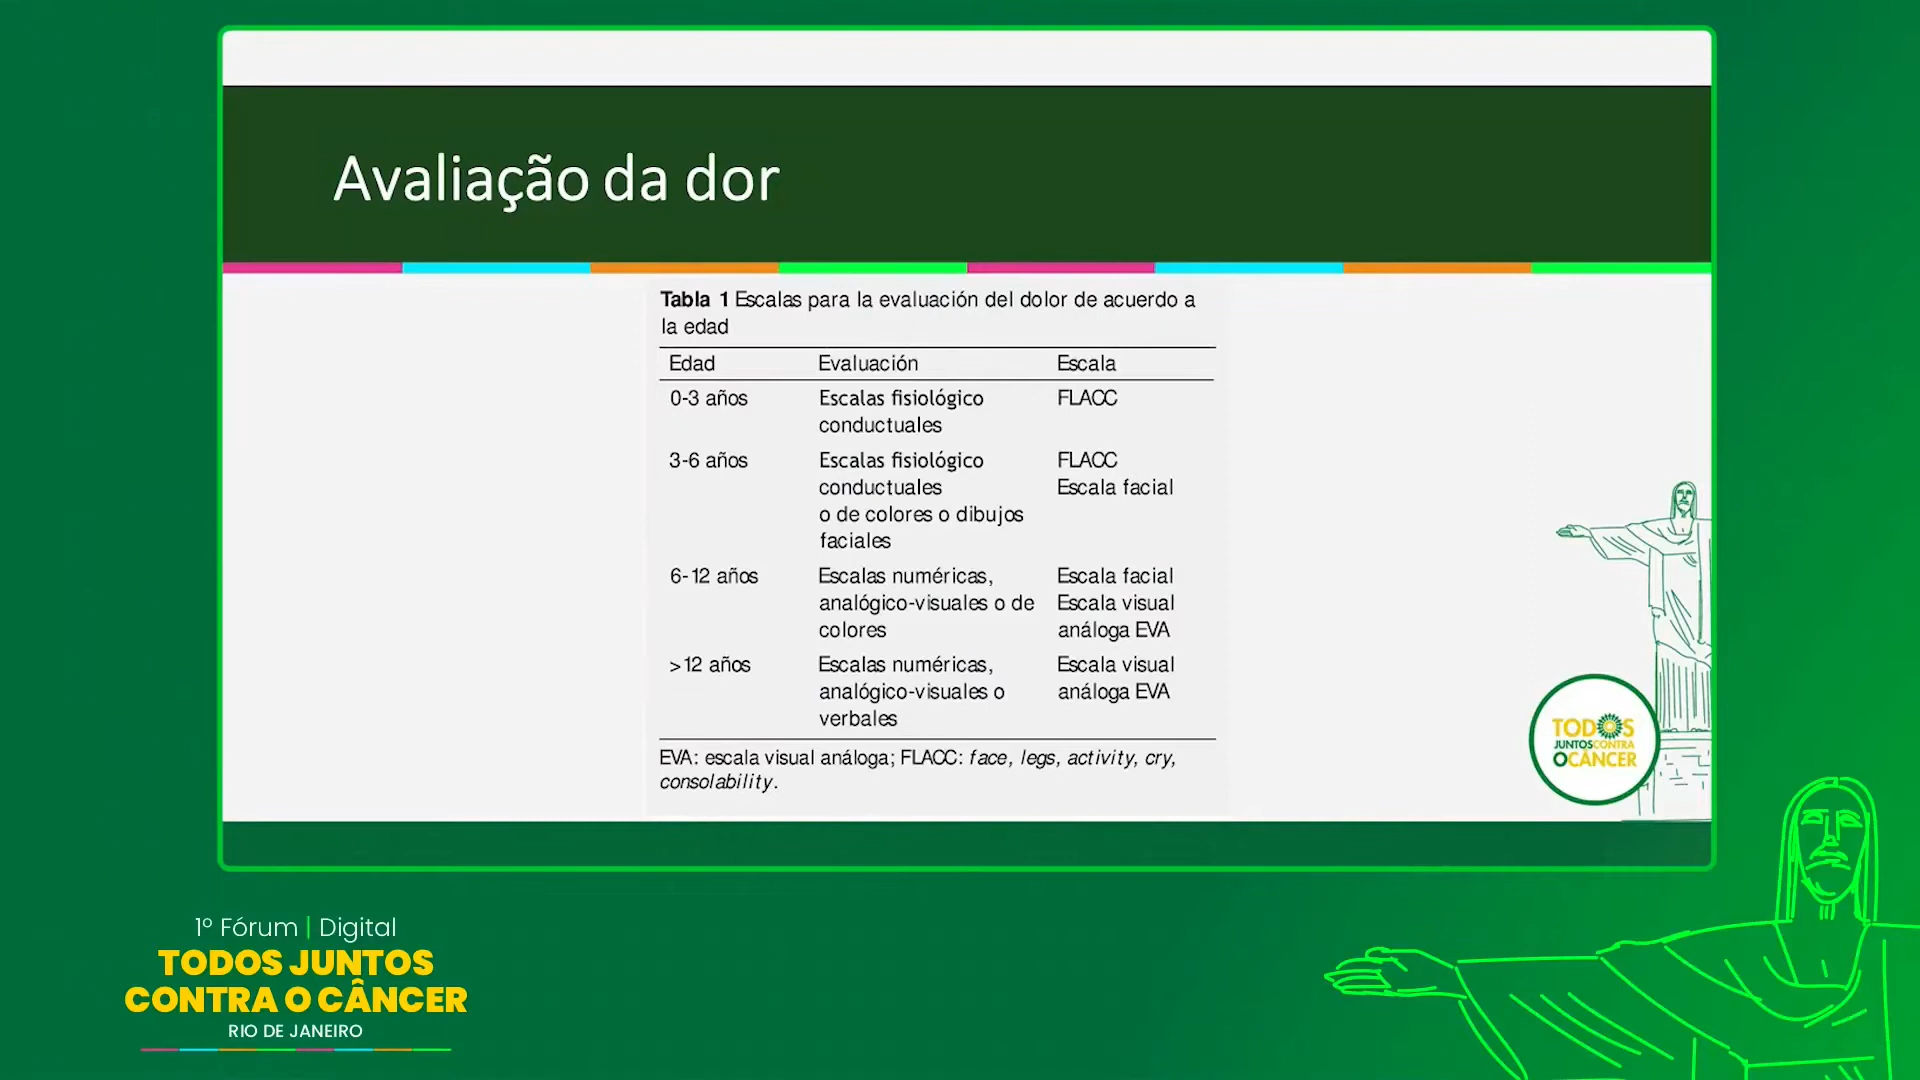 Avaliação da dor
Tabla 1 Escalas para la evaluación del dolor de acuerdo a
la edad
Edad Evaluación Escala
0-3 años Escalas fisiológico FLACC
conductuales
3-6 años Escalas fisiológico FLACC
conductuales Escala facial
o de colores o dibujos
faciales
6-12 años Escalas numéricas, Escala facial
analógico-visuales o de Escala visual
colores análoga EVA
>12 años Escalas numéricas, Escala visual
analógico-visuales o análoga EVA
verbales
EVA: escala visual análoga; FLACC: face, legs, activity, cry,
consolability.
TODOS
JUNTOS CONTRA
O CÂNCER
1º Fórum | Digital
TODOS JUNTOS
CONTRA O CÂNCER
RIO DE JANEIRO